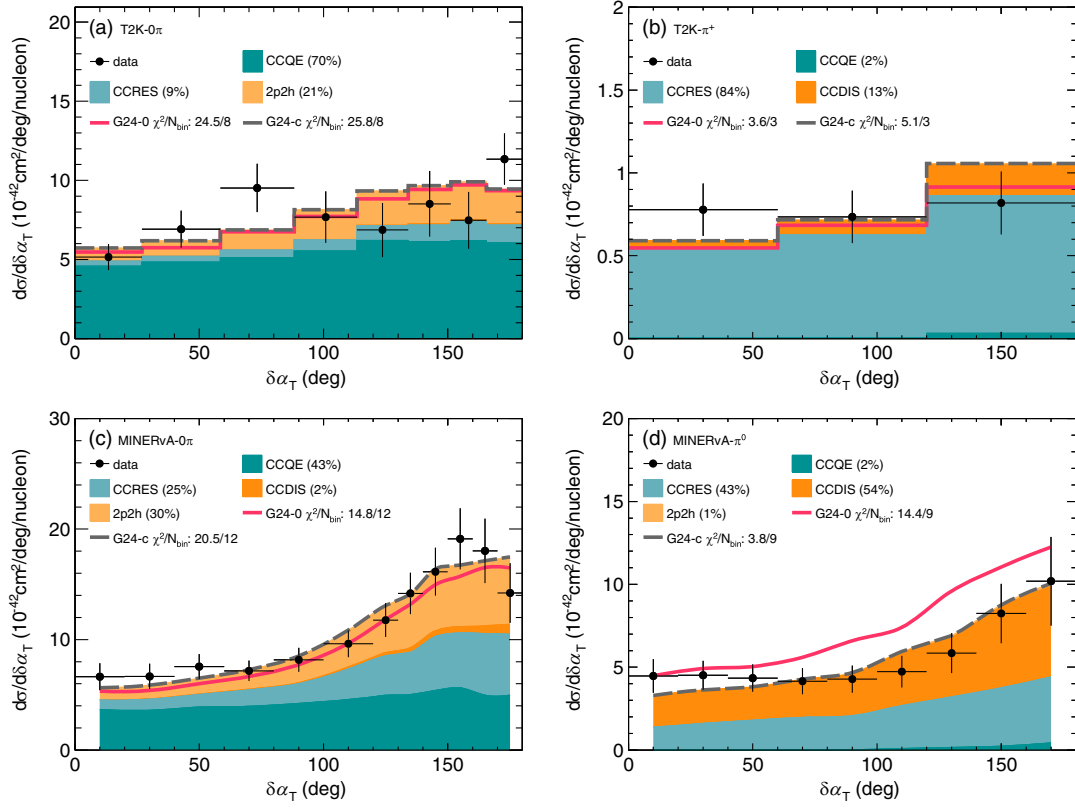 (a) T2K-0π
data
CCQE (70%)
CCRES (9%)
2p2h (21%)
G24-0 χ²/N_bin: 24.5/8
G24-c χ²/N_bin: 25.8/8
dσ/dδα_T (10⁻⁴²cm²/deg/nucleon)
0
5
10
15
20
0
50
100
150
δα_T (deg)
(b) T2K-π⁺
data
CCQE (2%)
CCRES (84%)
CCDIS (13%)
G24-0 χ²/N_bin: 3.6/3
G24-c χ²/N_bin: 5.1/3
dσ/dδα_T (10⁻⁴²cm²/deg/nucleon)
0
0.5
1
1.5
2
0
50
100
150
δα_T (deg)
(c) MINERvA-0π
data
CCQE (43%)
CCRES (25%)
CCDIS (2%)
2p2h (30%)
G24-0 χ²/N_bin: 14.8/12
G24-c χ²/N_bin: 20.5/12
dσ/dδα_T (10⁻⁴²cm²/deg/nucleon)
0
10
20
30
0
50
100
150
δα_T (deg)
(d) MINERvA-π⁰
data
CCQE (2%)
CCRES (43%)
CCDIS (54%)
2p2h (1%)
G24-0 χ²/N_bin: 14.4/9
G24-c χ²/N_bin: 3.8/9
dσ/dδα_T (10⁻⁴²cm²/deg/nucleon)
0
5
10
15
20
0
50
100
150
δα_T (deg)